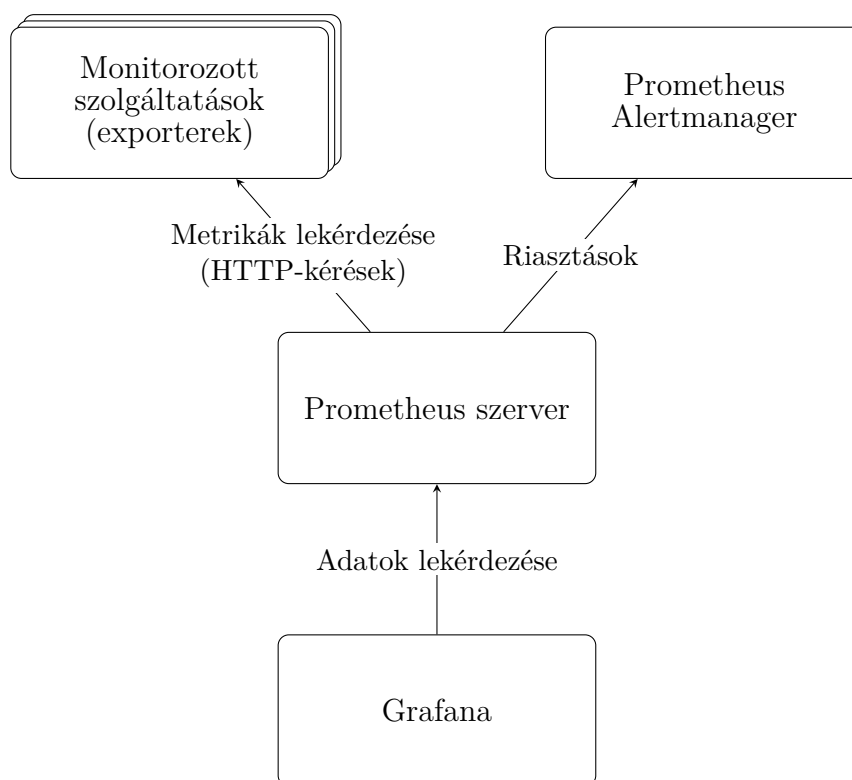 Monitorozott
szolgáltatások
(exporterek)
Prometheus
Alertmanager
Metrikák lekérdezése
(HTTP-kérések)
Riasztások
Prometheus szerver
Adatok lekérdezése
Grafana